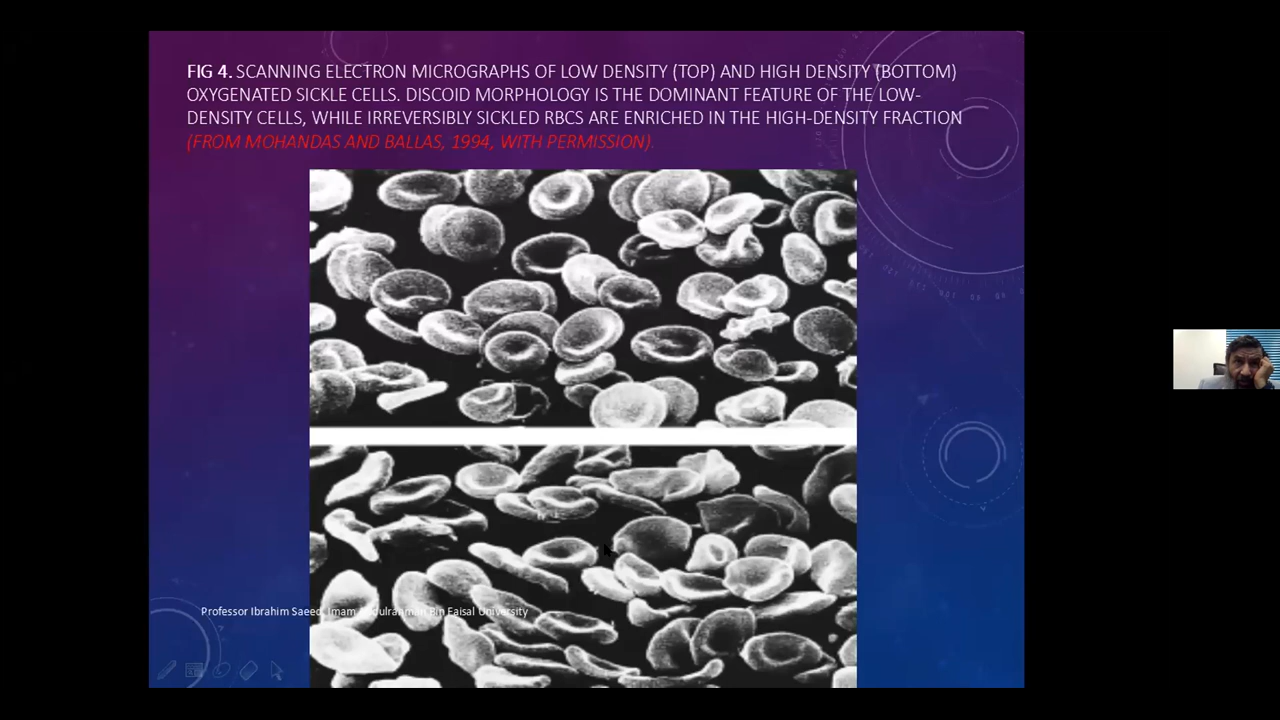 FIG 4. SCANNING ELECTRON MICROGRAPHS OF LOW DENSITY (TOP) AND HIGH DENSITY (BOTTOM)
OXYGENATED SICKLE CELLS. DISCOID MORPHOLOGY IS THE DOMINANT FEATURE OF THE LOW-
DENSITY CELLS, WHILE IRREVERSIBLY SICKLED RBCS ARE ENRICHED IN THE HIGH-DENSITY FRACTION
(FROM MOHANDAS AND BALLAS, 1994, WITH PERMISSION).
Professor Ibrahim Saeed, Imam Abdulrahman Bin Faisal University